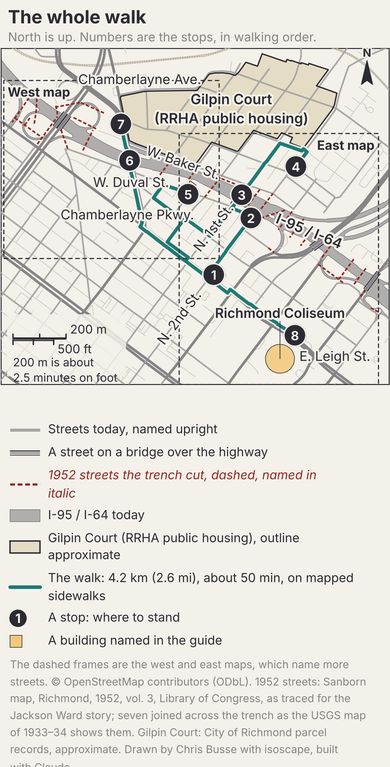 The whole walk
North is up. Numbers are the stops, in walking order.
N
Chamberlayne Ave.
West map
Gilpin Court
(RRHA public housing)
7
East map
W. Baker St.
6
4
W. Duval St.
5
3
Chamberlayne Pkwy.
2
N. 1st St.
I-95 / I-64
1
N. 2nd St.
Richmond Coliseum
200 m
8
500 ft
E. Leigh St.
200 m is about
2.5 minutes on foot
Streets today, named upright
A street on a bridge over the highway
1952 streets the trench cut, dashed, named in
italic
I-95 / I-64 today
Gilpin Court (RRHA public housing), outline
approximate
The walk: 4.2 km (2.6 mi), about 50 min, on mapped
sidewalks
1 A stop: where to stand
A building named in the guide
The dashed frames are the west and east maps, which name more
streets. © OpenStreetMap contributors (ODbL). 1952 streets: Sanborn
map, Richmond, 1952, vol. 3, Library of Congress, as traced for the
Jackson Ward story; seven joined across the trench as the USGS map
of 1933–34 shows them. Gilpin Court: City of Richmond parcel
records, approximate. Drawn by Chris Busse with isoscape, built
with Claude